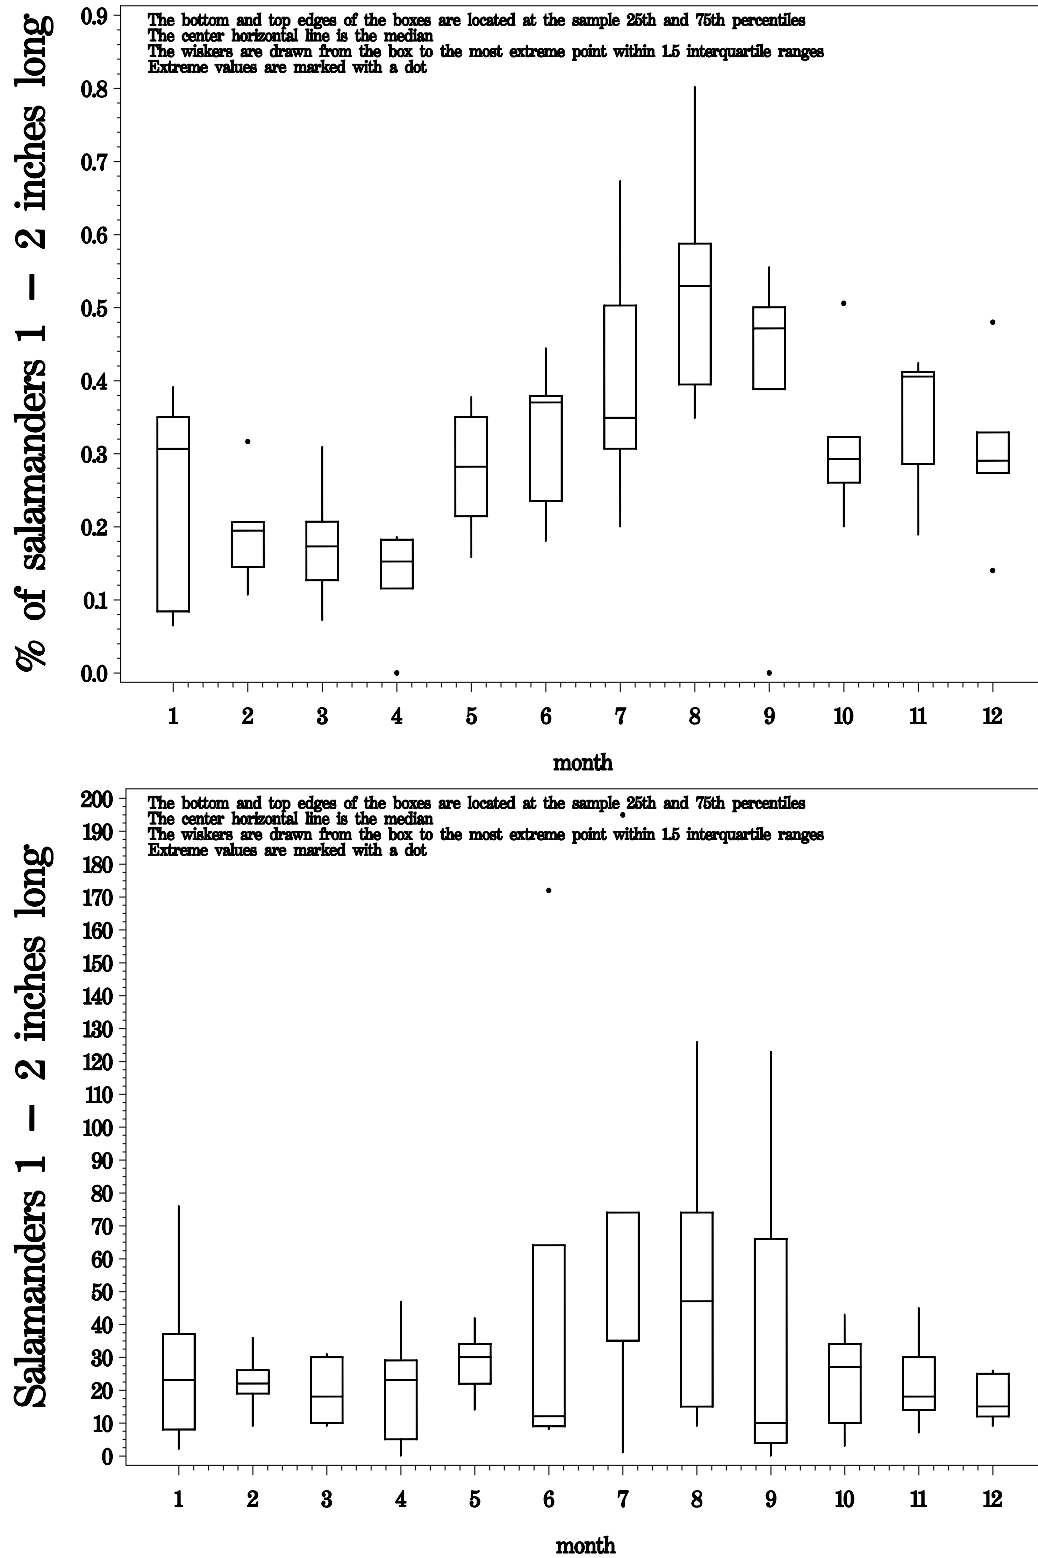 % of salamanders 1 - 2 inches long
The bottom and top edges of the boxes are located at the sample 25th and 75th percentiles
The center horizontal line is the median
The wiskers are drawn from the box to the most extreme point within 1.5 interquartile ranges
Extreme values are marked with a dot
0.9
0.8
0.7
0.6
0.5
0.4
0.3
0.2
0.1
0.0
1 2 3 4 5 6 7 8 9 10 11 12
month
Salamanders 1 - 2 inches long
The bottom and top edges of the boxes are located at the sample 25th and 75th percentiles
The center horizontal line is the median
The wiskers are drawn from the box to the most extreme point within 1.5 interquartile ranges
Extreme values are marked with a dot
200
190
180
170
160
150
140
130
120
110
100
90
80
70
60
50
40
30
20
10
0
1 2 3 4 5 6 7 8 9 10 11 12
month